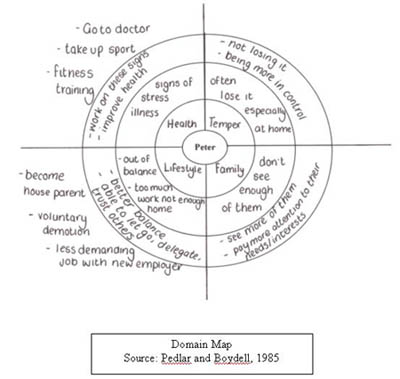 - Go to doctor
- take up sport
- fitness
training
- work on these signs
- improve health
signs of
stress
illness
Health
- not losing it
- being more in control
often
lose it
especially
at home
Temper
Peter
Lifestyle
- out of
balance
- too much
work not enough
home
- better balance
- able to let go, delegate,
trust others
- become
house parent
- voluntary
demotion
- less demanding
job with new employer
Family
don't
see
enough
of them
- see more of them
- pay more attention to their
needs/interests
Domain Map
Source: Pedlar and Boydell, 1985